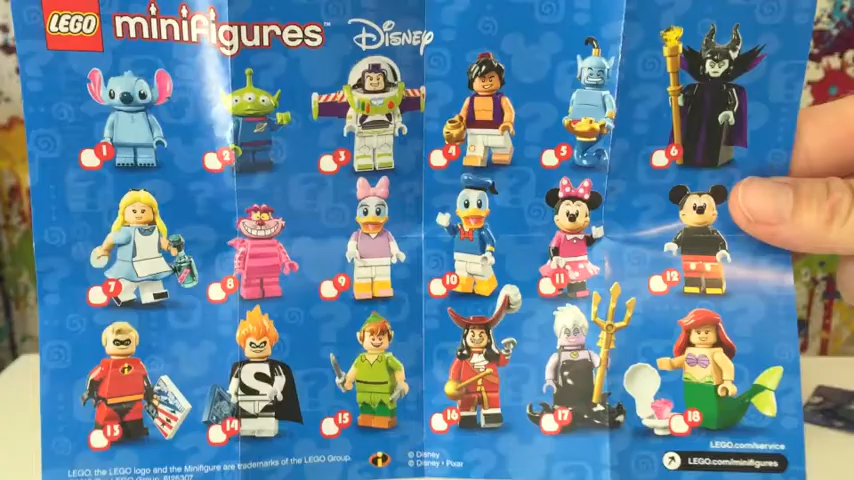 LEGO minifigures™ Disney
1 2 3 4 5 6
7 8 9 10 11 12
13 14 15 16 17 18
LEGO.com/service
LEGO, the LEGO logo and the Minifigure are trademarks of the LEGO Group.
© Disney
© Disney • Pixar
LEGO.com/minifigures